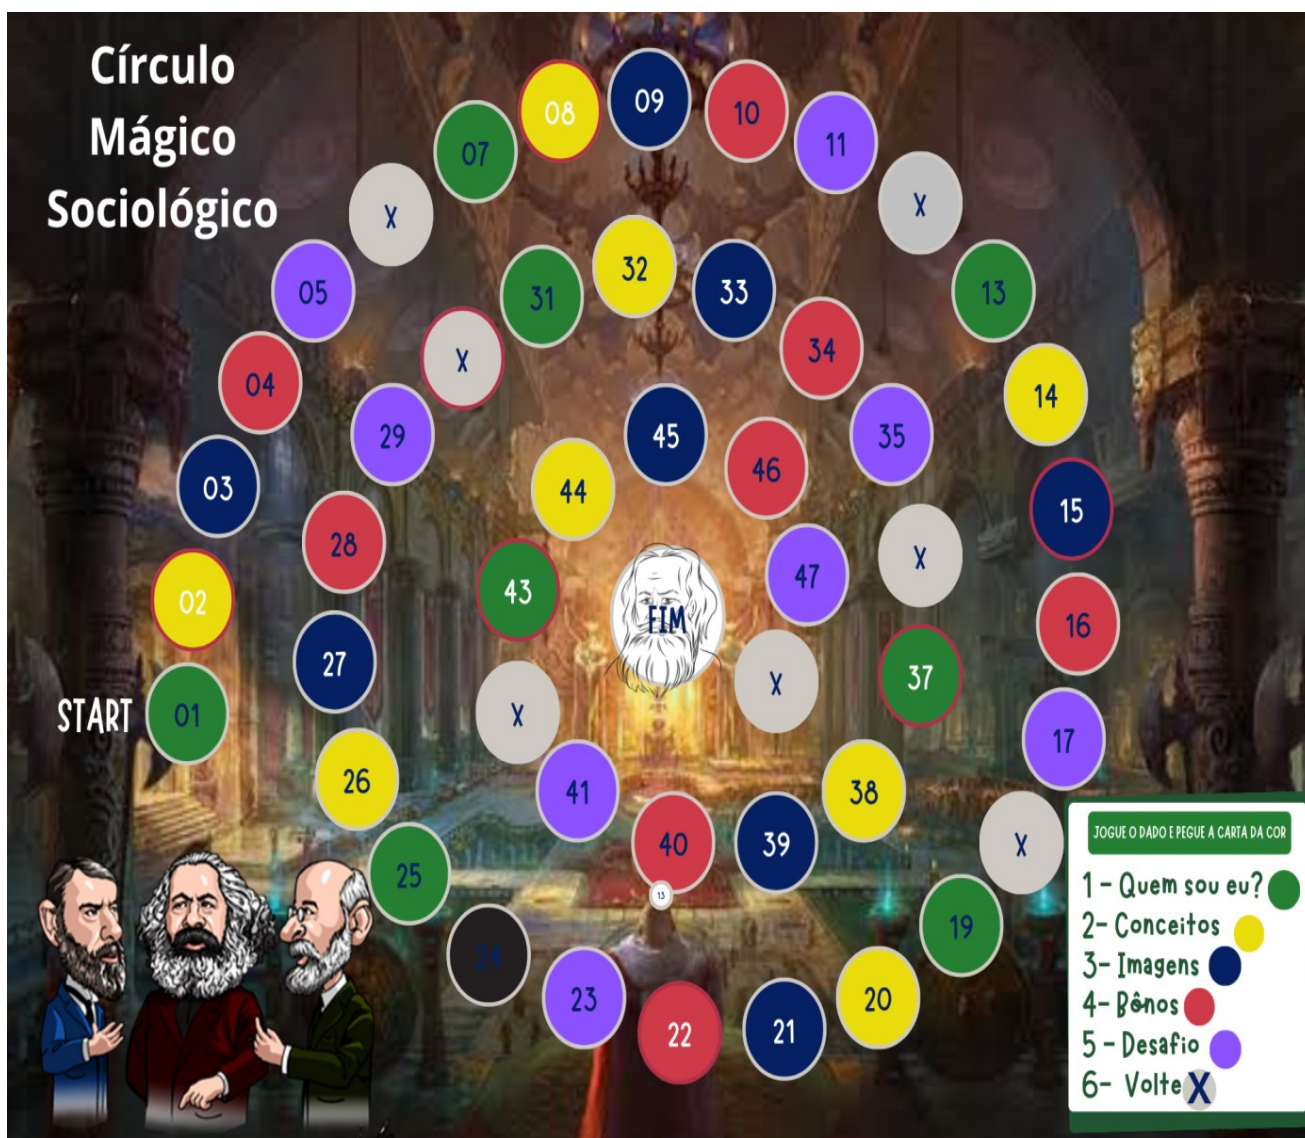 Círculo
Mágico
Sociológico
START
01
02
03
04
05
X
07
08
09
10
11
X
13
14
15
16
17
X
19
20
21
22
23
24
25
26
27
28
29
X
31
32
33
34
35
X
37
38
39
40
41
X
43
44
45
46
47
X
FIM
13
JOGUE O DADO E PEGUE A CARTA DA COR
1 - Quem sou eu?
2- Conceitos
3- Imagens
4- Bônos
5 - Desafio
6- Volte X